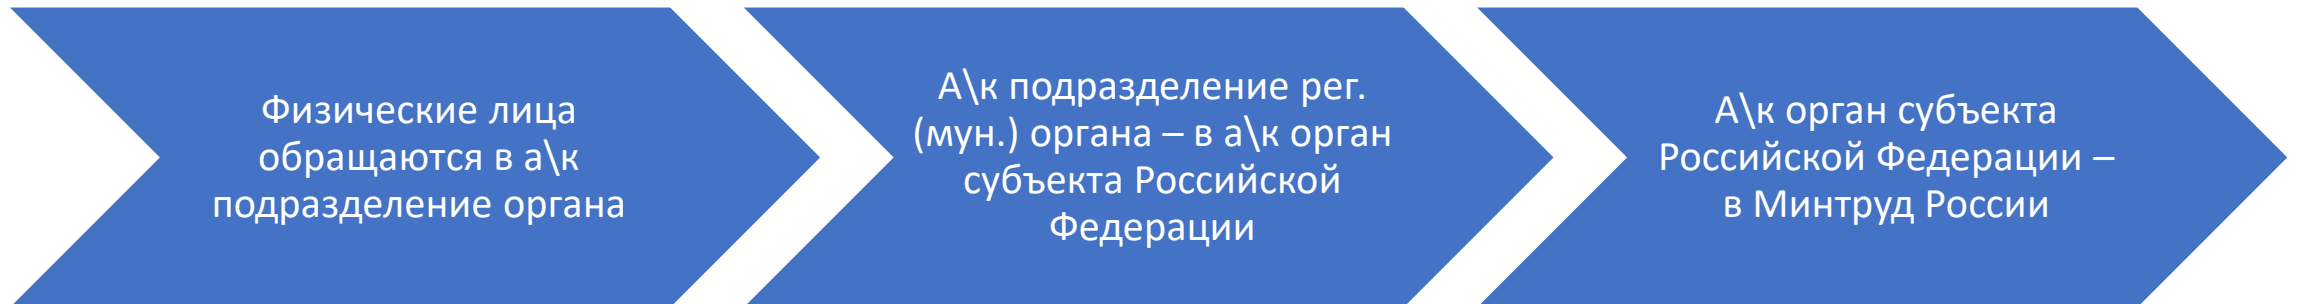 Физические лица
обращаются в а\к
подразделение органа
А\к подразделение рег.
(мун.) органа – в а\к орган
субъекта Российской
Федерации
А\к орган субъекта
Российской Федерации –
в Минтруд России